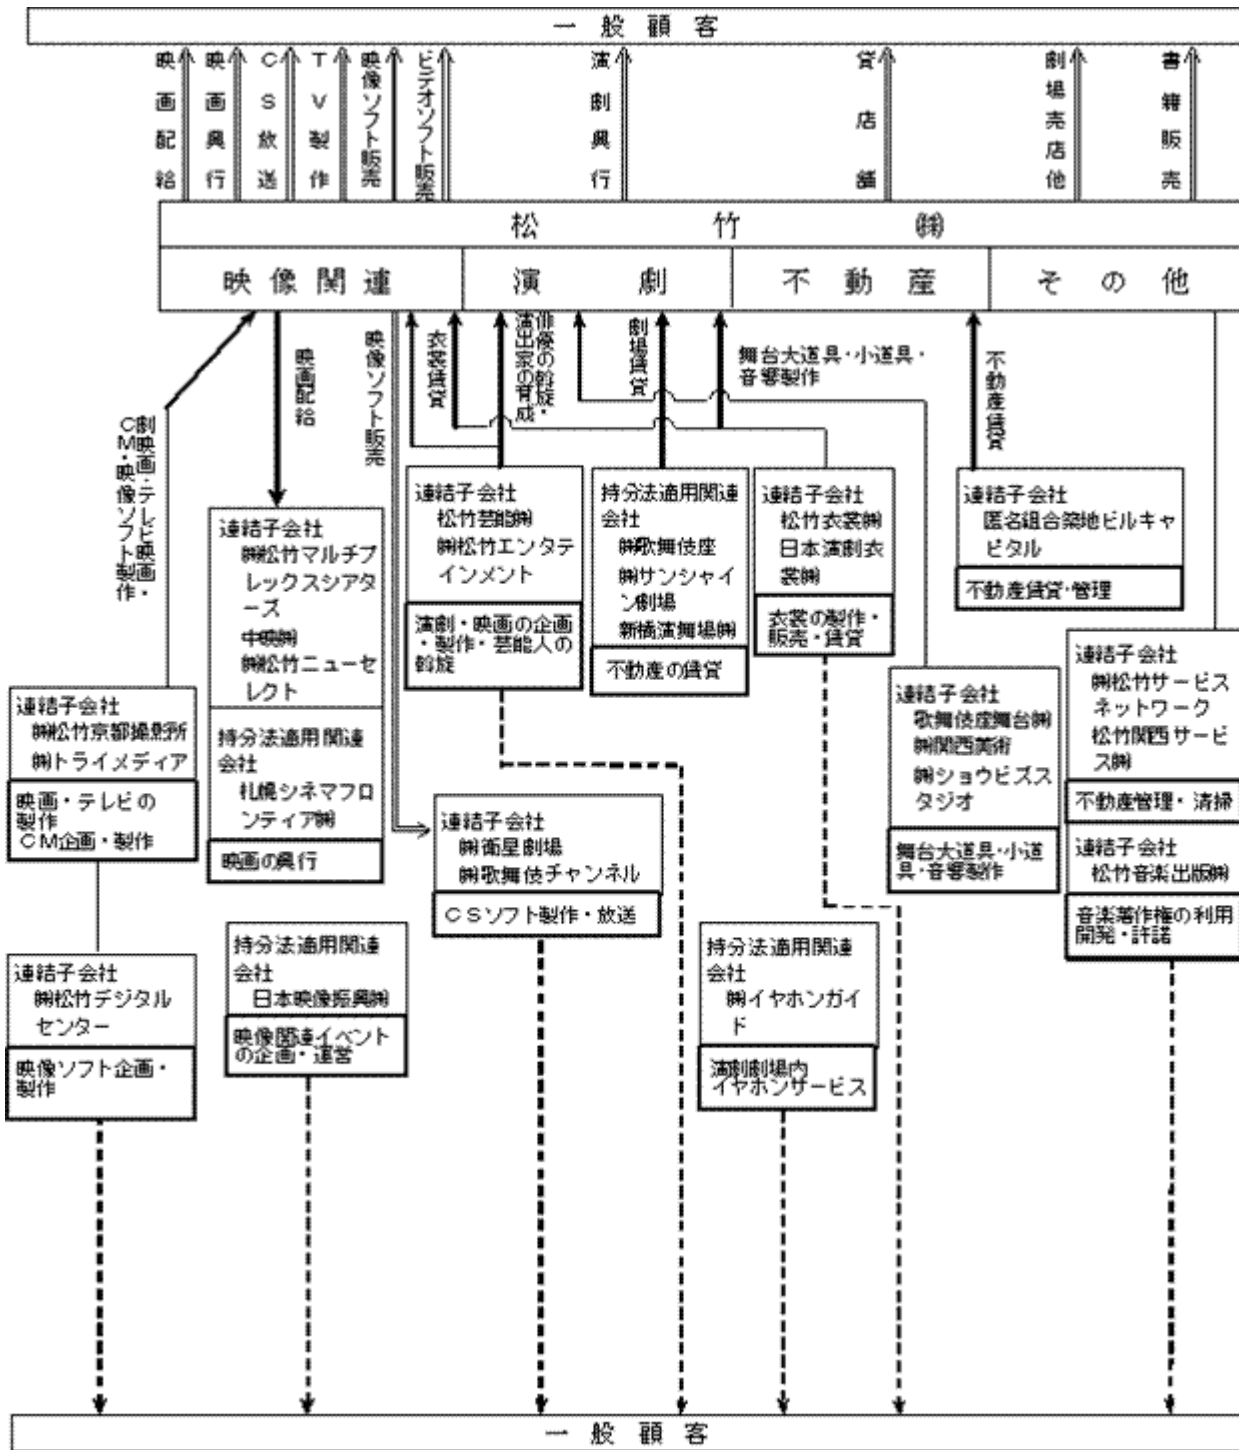 一般顧客
映画配給
映画興行
ＣＳ放送
ＴＶ製作
映像ソフト販売
ビデオソフト販売
演劇興行
貸店舗
劇場売店他
書籍販売
松竹㈱
映像関連
演劇
不動産
その他
劇映画・テレビ映画・
ＣＭ・映像ソフト製作
映画配給
映像ソフト販売
衣裳賃貸
俳優の斡旋・
演出家の育成
劇場賃貸
舞台大道具・小道具・
音響製作
不動産賃貸
連結子会社
㈱松竹京都撮影所
㈱トライメディア
映画・テレビの
製作
ＣＭ企画・製作
連結子会社
㈱松竹デジタル
センター
映像ソフト企画・
製作
連結子会社
㈱松竹マルチプ
レックスシアタ
ーズ
中映㈱
㈱松竹ニューセ
レクト
持分法適用関連
会社
札幌シネマフロ
ンティア㈱
映画の興行
持分法適用関連
会社
日本映像振興㈱
映像関連イベント
の企画・運営
連結子会社
松竹芸能㈱
㈱松竹エンタテ
インメント
演劇・映画の企画
・製作・芸能人の
斡旋
連結子会社
㈱衛星劇場
㈱歌舞伎チャンネル
ＣＳソフト製作・放送
持分法適用関連
会社
㈱歌舞伎座
㈱サンシャイ
ン劇場
新橋演舞場㈱
不動産の賃貸
連結子会社
松竹衣裳㈱
日本演劇衣
裳㈱
衣裳の製作・
販売・賃貸
持分法適用関連
会社
㈱イヤホンガイ
ド
演劇劇場内
イヤホンサービス
連結子会社
歌舞伎座舞台㈱
㈱関西美術
㈱ショウビズス
タジオ
舞台大道具・小道
具・音響製作
連結子会社
匿名組合築地ビルキャ
ピタル
不動産賃貸・管理
連結子会社
㈱松竹サービス
ネットワーク
松竹関西サービ
ス㈱
不動産管理・清掃
連結子会社
松竹音楽出版㈱
音楽著作権の利用
開発・許諾
一般顧客